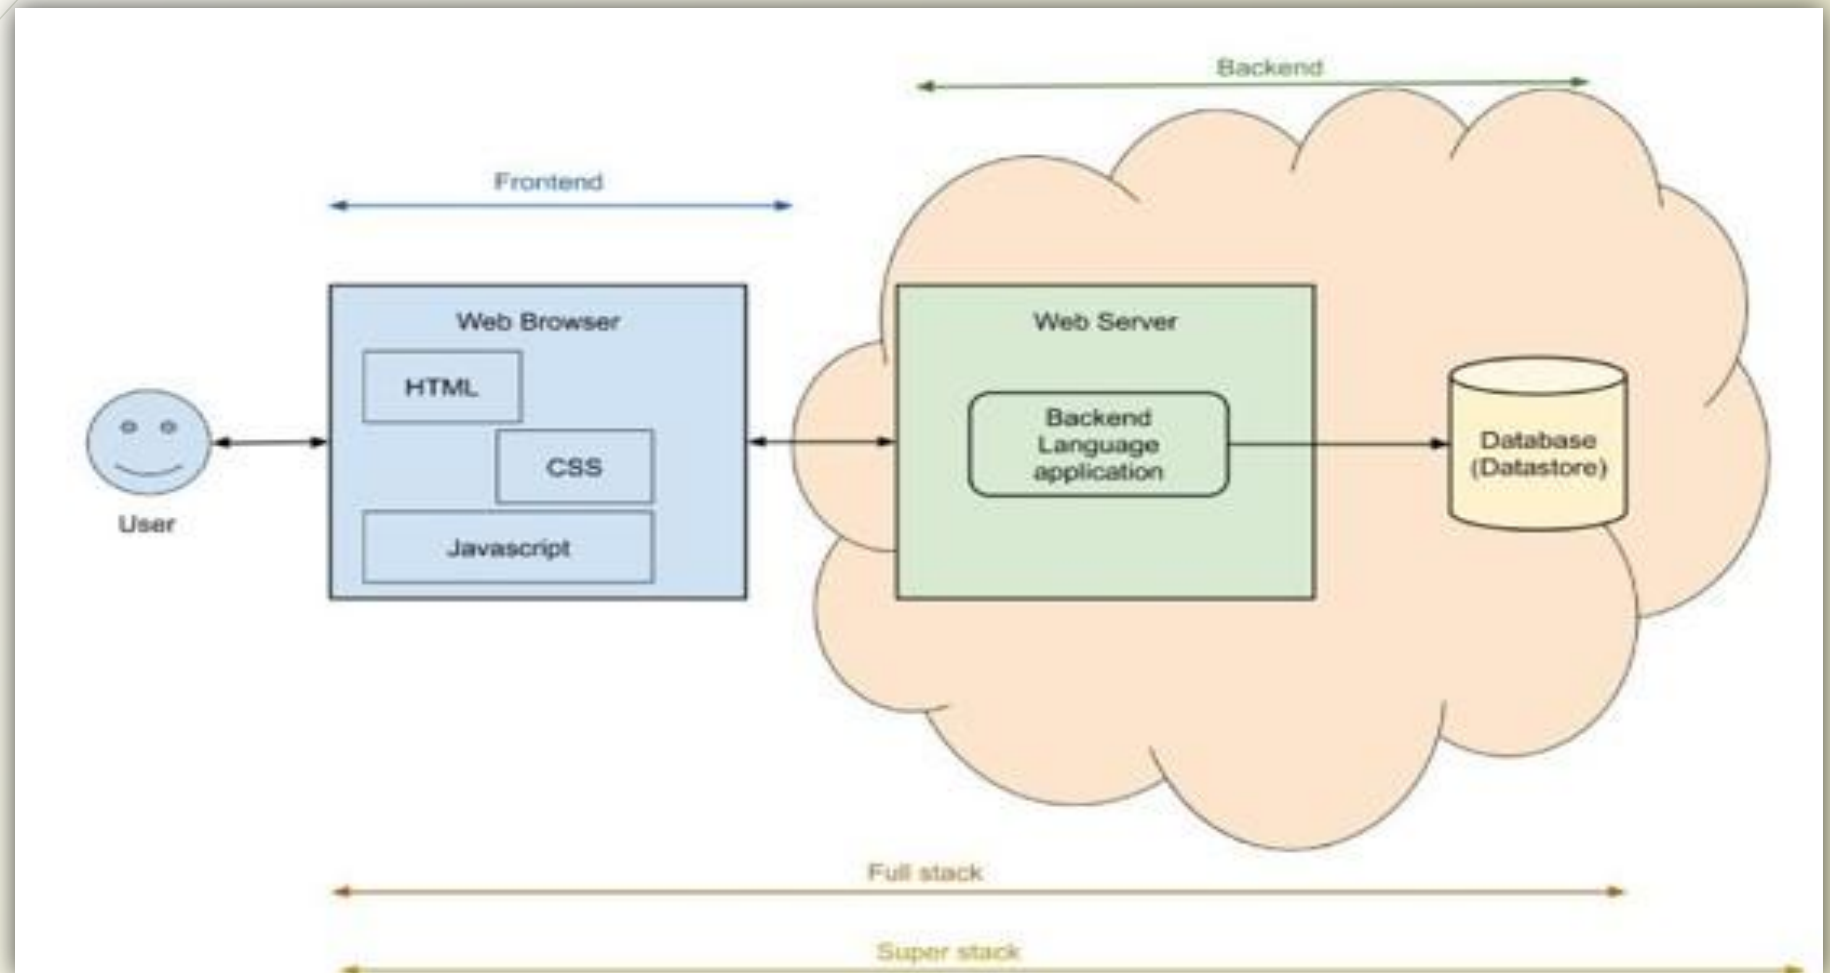 Backend
Frontend
Web Browser
HTML
CSS
Javascript
User
Web Server
Backend
Language
application
Database
(Datastore)
Full stack
Super stack